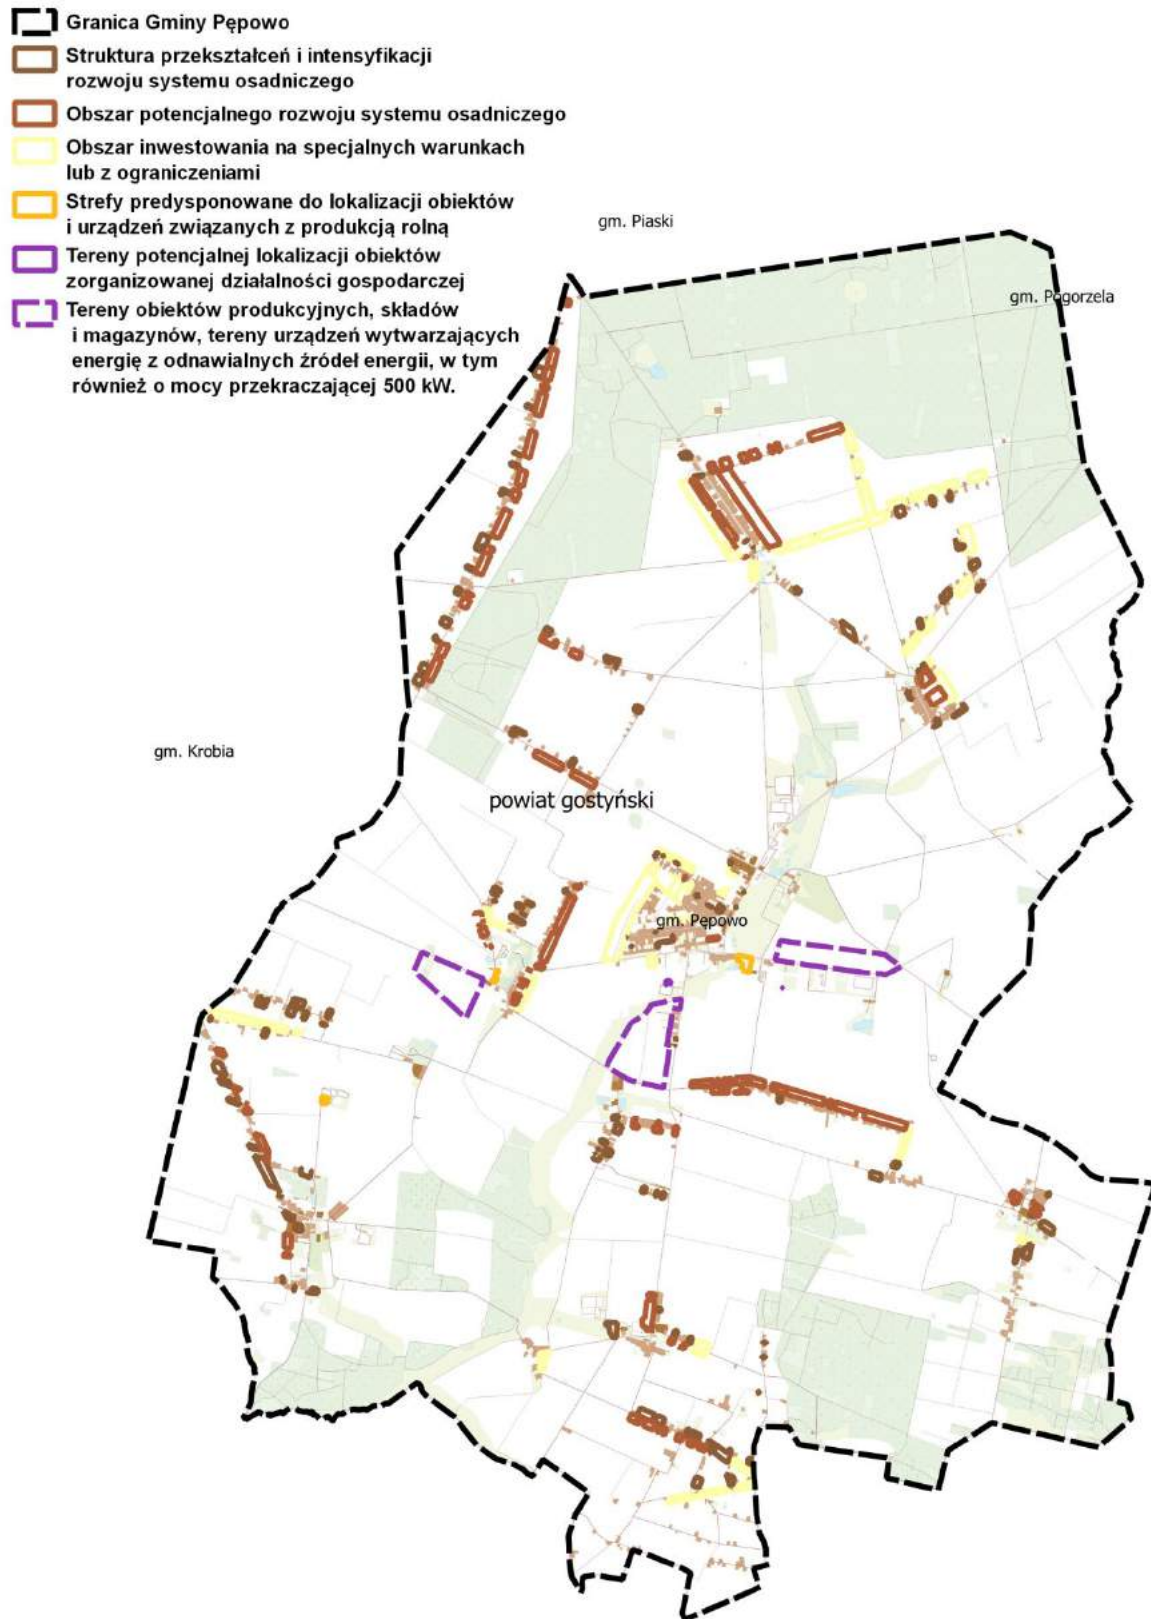 Granica Gminy Pępowo
Struktura przekształceń i intensyfikacji
rozwoju systemu osadniczego
Obszar potencjalnego rozwoju systemu osadniczego
Obszar inwestowania na specjalnych warunkach
lub z ograniczeniami
Strefy predysponowane do lokalizacji obiektów
i urządzeń związanych z produkcją rolną
Tereny potencjalnej lokalizacji obiektów
zorganizowanej działalności gospodarczej
Tereny obiektów produkcyjnych, składów
i magazynów, tereny urządzeń wytwarzających
energię z odnawialnych źródeł energii, w tym
również o mocy przekraczającej 500 kW.
gm. Piaski
gm. Pogorzela
gm. Krobia
powiat gostyński
gm. Pępowo